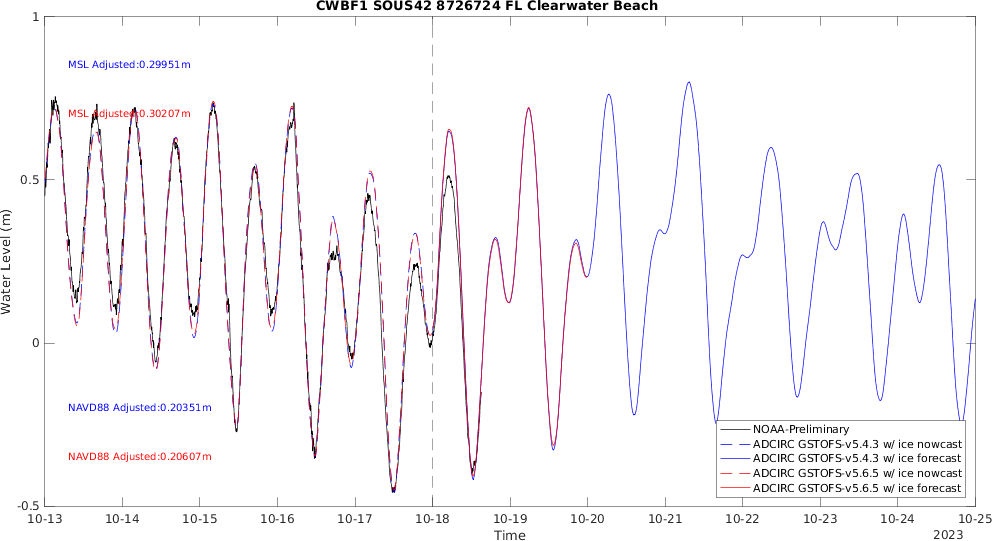 CWBF1 SOUS42 8726724 FL Clearwater Beach
1
0.5
0
-0.5
Water Level (m)
MSL Adjusted:0.29951m
MSL Adjusted:0.30207m
NAVD88 Adjusted:0.20351m
NAVD88 Adjusted:0.20607m
NOAA-Preliminary
ADCIRC GSTOFS-v5.4.3 w/ ice nowcast
ADCIRC GSTOFS-v5.4.3 w/ ice forecast
ADCIRC GSTOFS-v5.6.5 w/ ice nowcast
ADCIRC GSTOFS-v5.6.5 w/ ice forecast
10-13 10-14 10-15 10-16 10-17 10-18 10-19 10-20 10-21 10-22 10-23 10-24 10-25
Time
2023